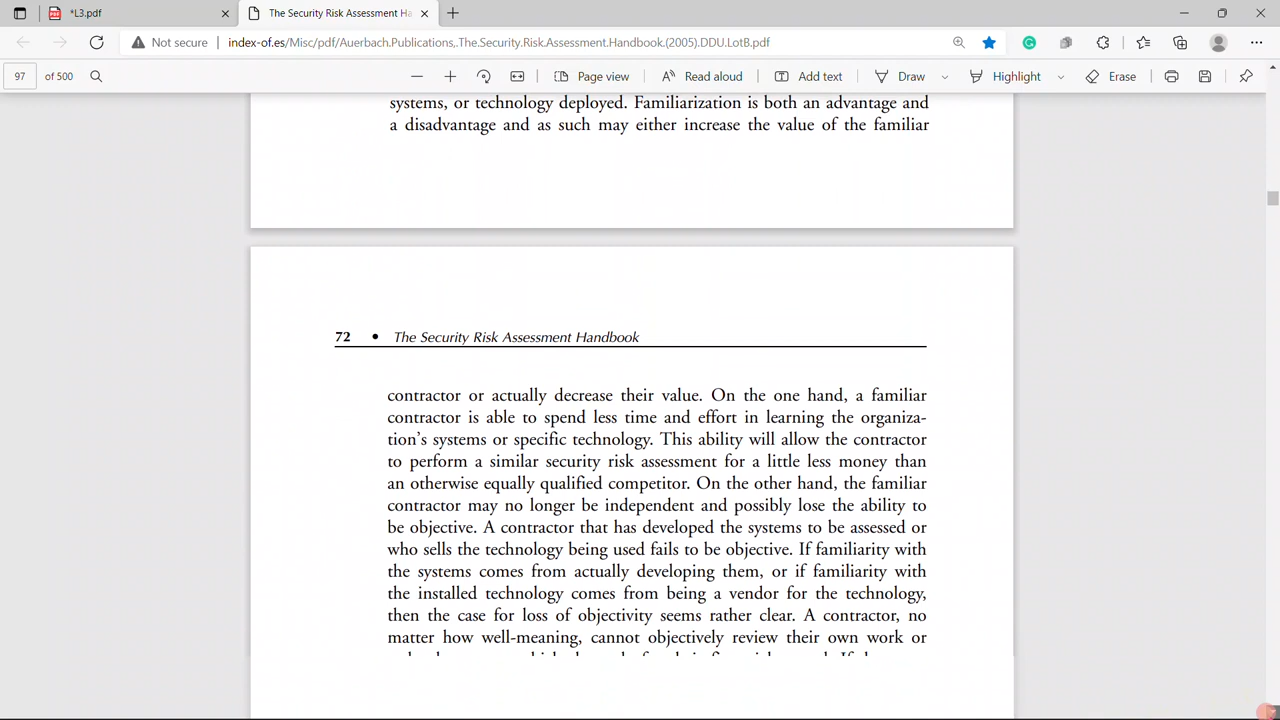 *L3.pdf
The Security Risk Assessment Ha
Not secure
index-of.es/Misc/pdf/Auerbach.Publications,.The.Security.Risk.Assessment.Handbook.(2005).DDU.LotB.pdf
97 of 500
Page view
Read aloud
Add text
Draw
Highlight
Erase
systems, or technology deployed. Familiarization is both an advantage and
a disadvantage and as such may either increase the value of the familiar
72 • The Security Risk Assessment Handbook
contractor or actually decrease their value. On the one hand, a familiar
contractor is able to spend less time and effort in learning the organiza-
tion's systems or specific technology. This ability will allow the contractor
to perform a similar security risk assessment for a little less money than
an otherwise equally qualified competitor. On the other hand, the familiar
contractor may no longer be independent and possibly lose the ability to
be objective. A contractor that has developed the systems to be assessed or
who sells the technology being used fails to be objective. If familiarity with
the systems comes from actually developing them, or if familiarity with
the installed technology comes from being a vendor for the technology,
then the case for loss of objectivity seems rather clear. A contractor, no
matter how well-meaning, cannot objectively review their own work or